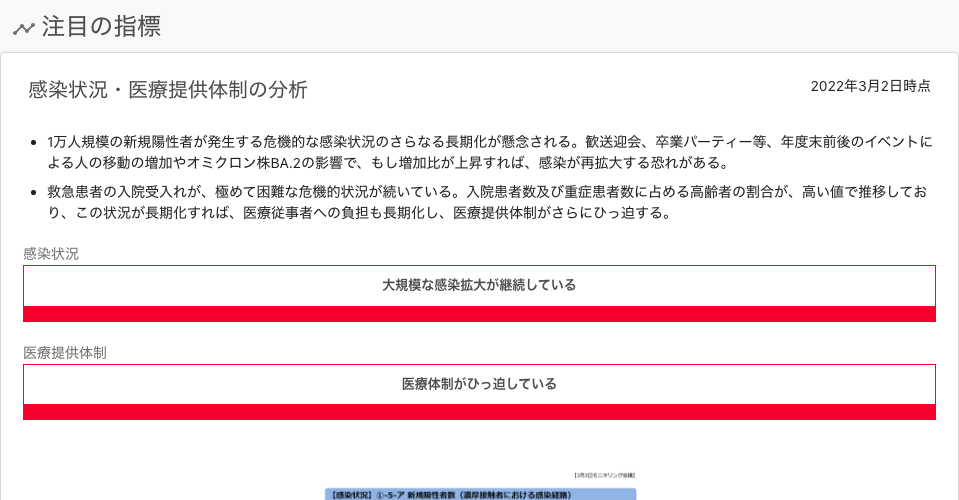 注目の指標
感染状況・医療提供体制の分析
2022年3月2日時点
1万人規模の新規陽性者が発生する危機的な感染状況のさらなる長期化が懸念される。歓送迎会、卒業パーティー等、年度末前後のイベントに
よる人の移動の増加やオミクロン株BA.2の影響で、もし増加比が上昇すれば、感染が再拡大する恐れがある。
救急患者の入院受入れが、極めて困難な危機的状況が続いている。入院患者数及び重症患者数に占める高齢者の割合が、高い値で推移してお
り、この状況が長期化すれば、医療従事者への負担も長期化し、医療提供体制がさらにひっ迫する。
感染状況
大規模な感染拡大が継続している
医療提供体制
医療体制がひっ迫している
【3月3日モニタリング会議】
【感染状況】①-5-ア 新規陽性者数（濃厚接触者における感染経路）